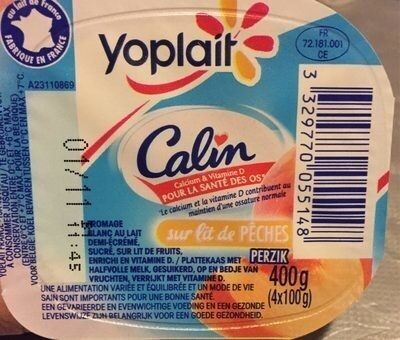 au lait de France
FABRIQUÉ EN FRANCE
yoplait
FR
72.181.001
CE
A23110869
Calin
Calcium & Vitamine D
POUR LA SANTÉ DES OS*
*Le calcium et la vitamine D contribuent au
maintien d'une ossature normale
sur lit de PÊCHES
PERZIK
400g
(4x100g)
3 329770 055148
01/11 11:45
FROMAGE
BLANC AU LAIT
DEMI-ÉCRÉMÉ,
SUCRÉ, SUR LIT DE FRUITS,
ENRICHI EN VITAMINE D. / PLATTEKAAS MET
HALFVOLLE MELK, GESUIKERD, OP EN BEDJE VAN
VRUCHTEN, VERRIJKT MET VITAMINE D.
UNE ALIMENTATION VARIÉE ET ÉQUILIBRÉE ET UN MODE DE VIE
SAIN SONT IMPORTANTS POUR UNE BONNE SANTÉ.
EEN GEVARIEERDE EN EVENWICHTIGE VOEDING EN EEN GEZONDE
LEVENSWIJZE ZIJN BELANGRIJK VOOR EEN GOEDE GEZONDHEID.